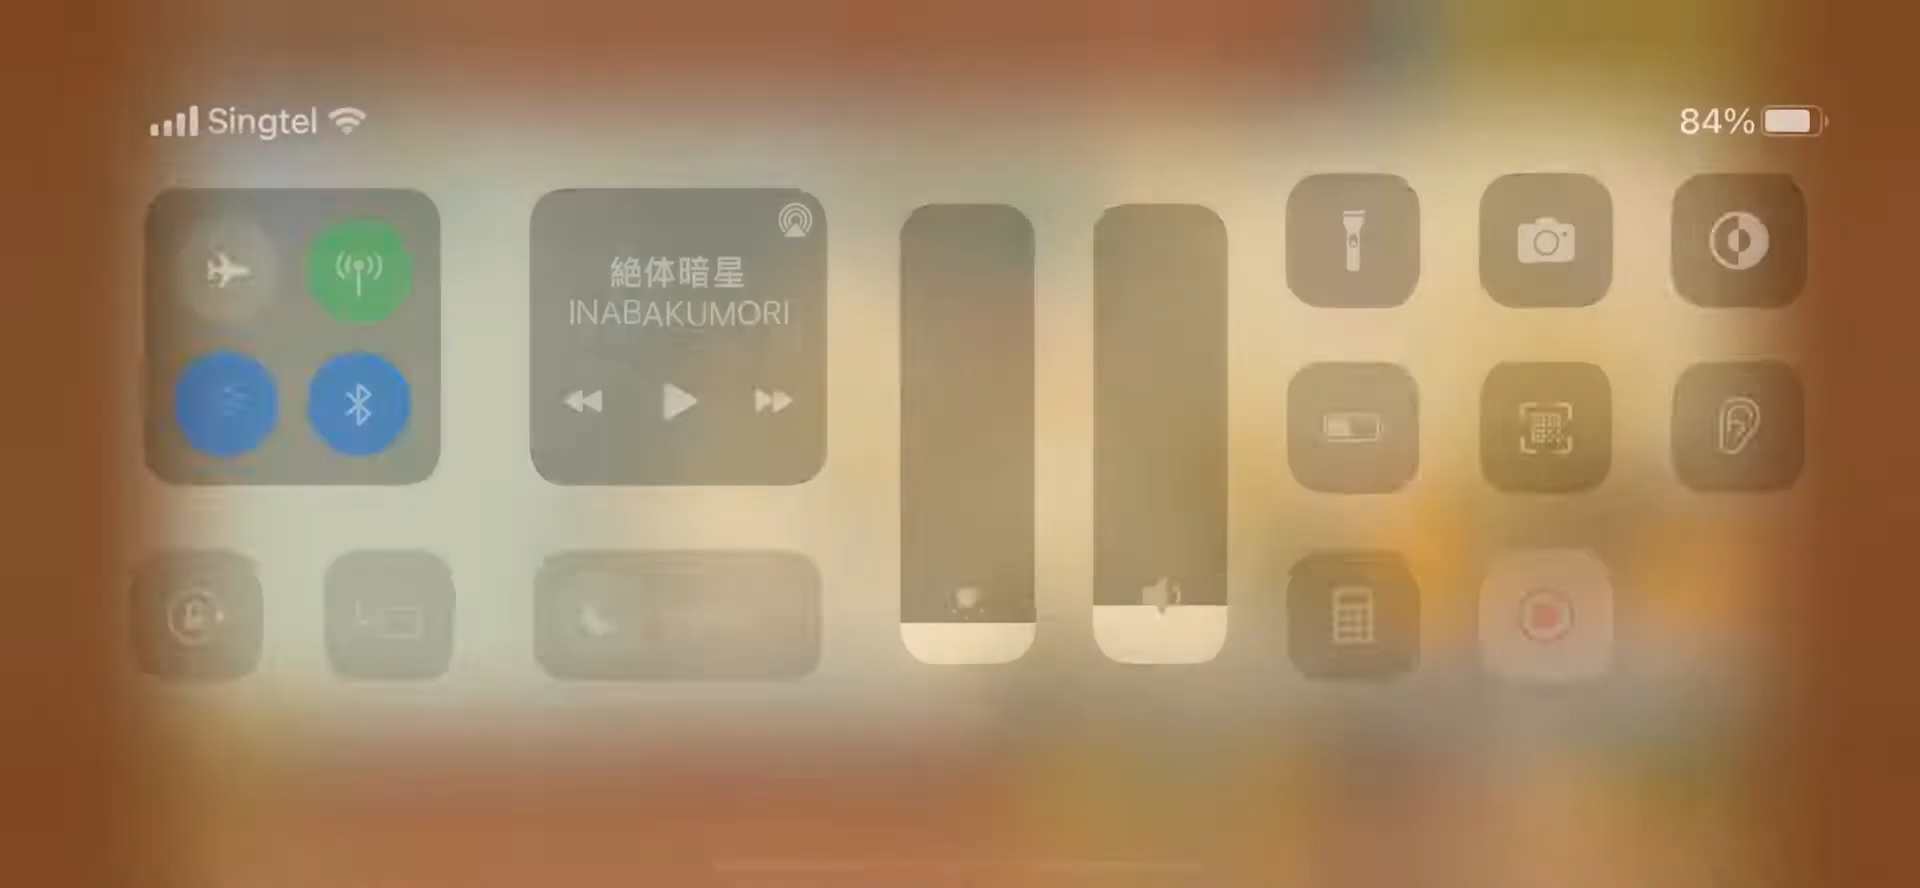 Singtel
84%
絶体暗星
INABAKUMORI